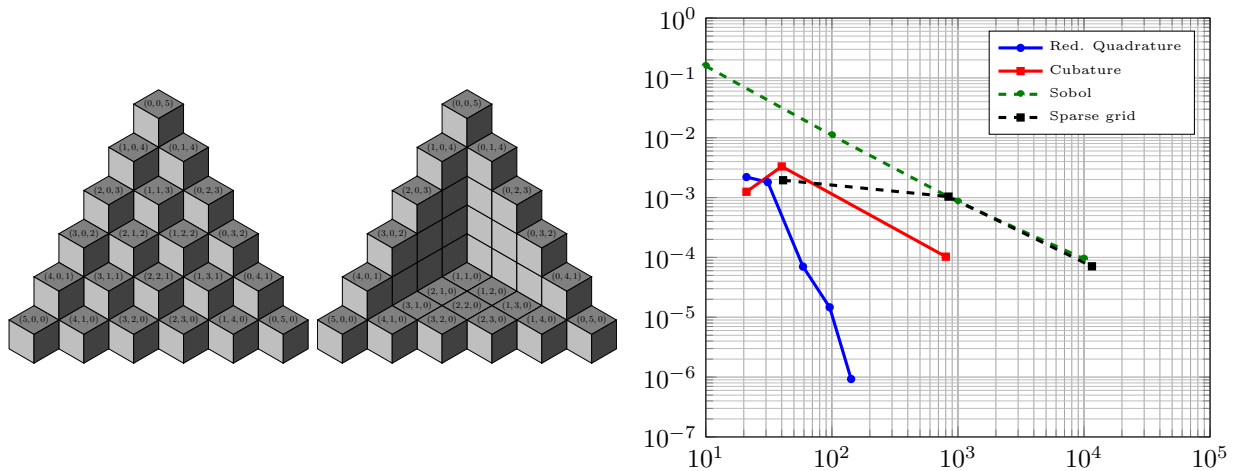 (0,0,5)
(1,0,4) (0,1,4)
(2,0,3) (1,1,3) (0,2,3)
(3,0,2) (2,1,2) (1,2,2) (0,3,2)
(4,0,1) (3,1,1) (2,2,1) (1,3,1) (0,4,1)
(5,0,0) (4,1,0) (3,2,0) (2,3,0) (1,4,0) (0,5,0)
(0,0,5)
(1,0,4) (0,1,4)
(2,0,3) (0,2,3)
(3,0,2) (0,3,2)
(4,0,1) (1,1,0) (0,4,1)
(2,1,0) (1,2,0)
(3,1,0) (2,2,0) (1,3,0)
(5,0,0) (4,1,0) (3,2,0) (2,3,0) (1,4,0) (0,5,0)
10^0
10^−1
10^−2
10^−3
10^−4
10^−5
10^−6
10^−7
10^1 10^2 10^3 10^4 10^5
Red. Quadrature
Cubature
Sobol
Sparse grid